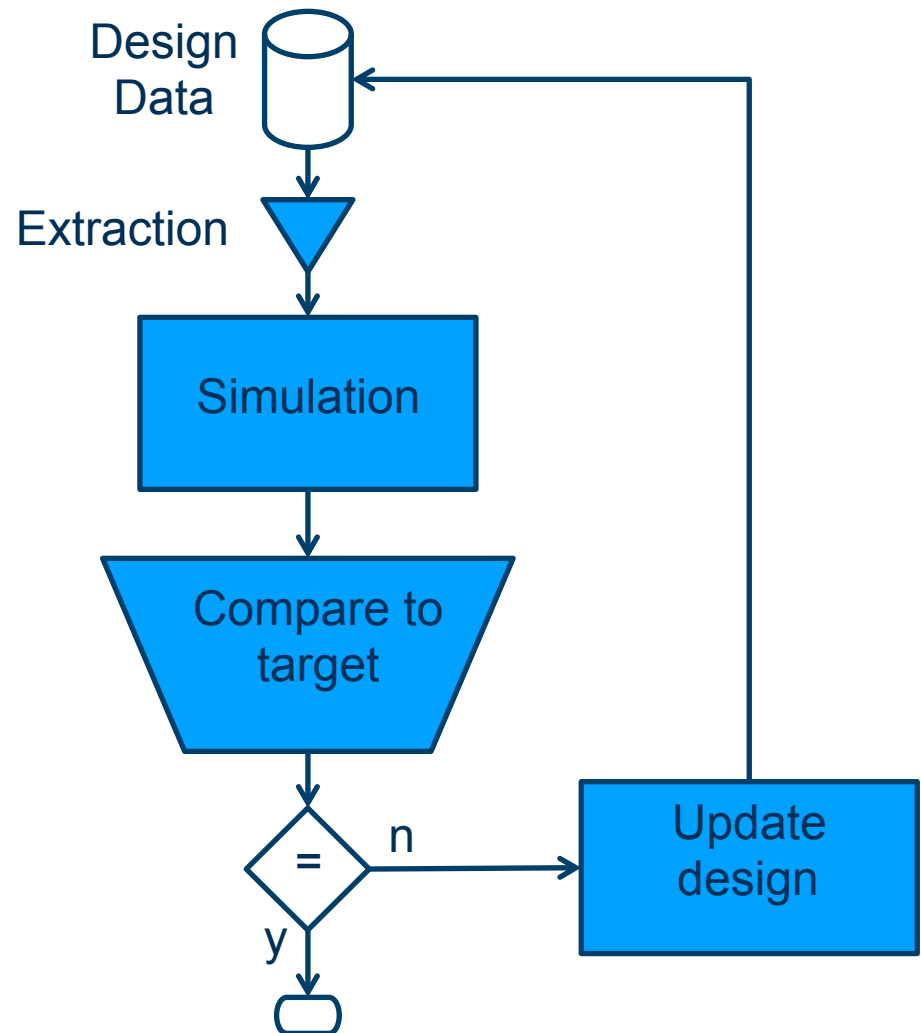 Design
Data
Extraction
Simulation
Compare to
target
=
n
y
Update
design